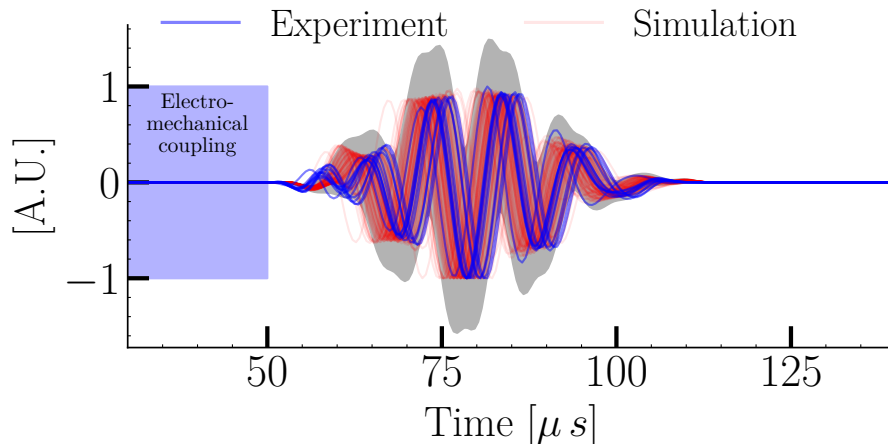 Experiment
Simulation
Electro-
mechanical
coupling
[A.U.]
1
0
−1
50
75
100
125
Time [μ s]